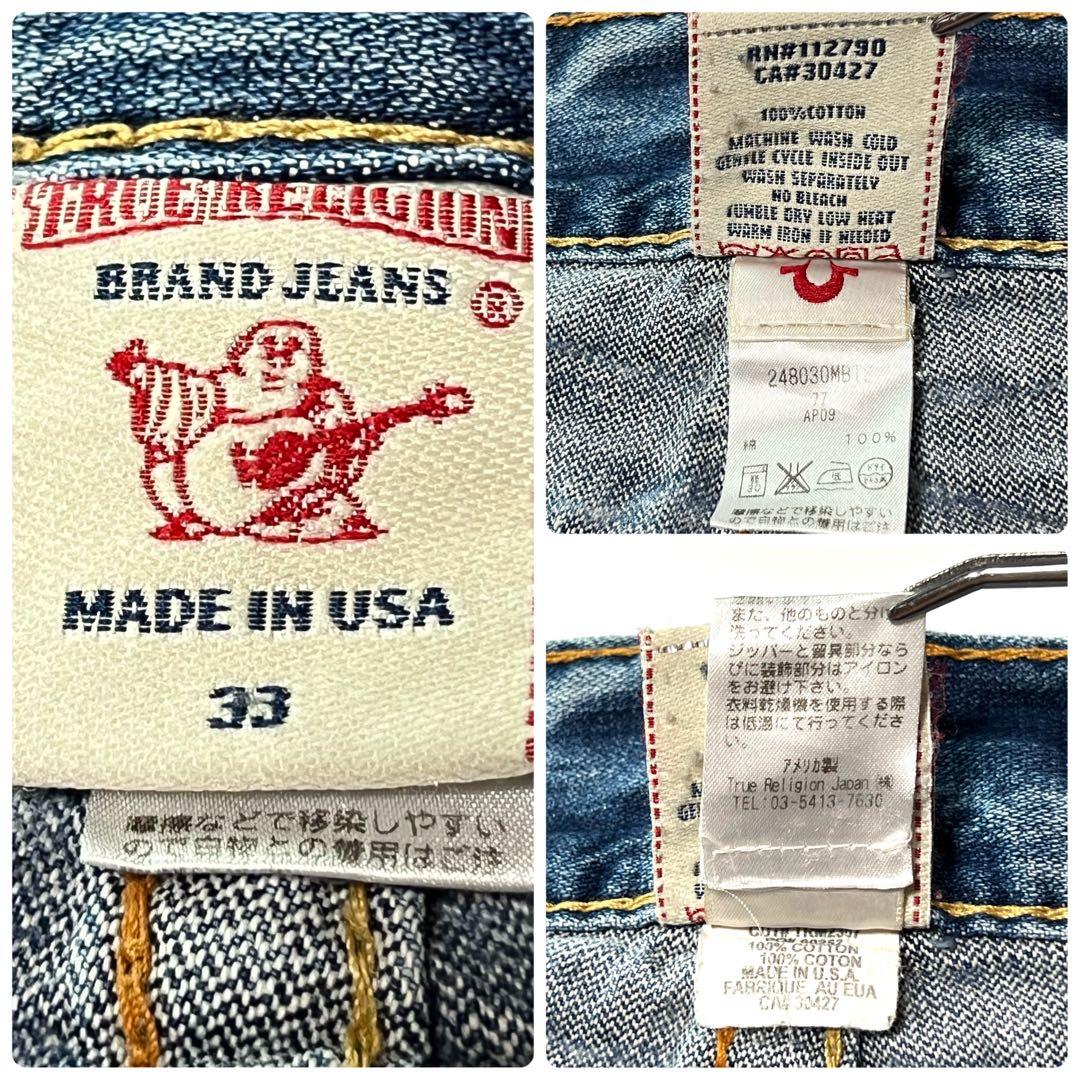 TRUE RELIGION
BRAND JEANS ®
MADE IN USA
33
着擦などで移染しやすい
RN#112790
CA#30427
100%COTTON
MACHINE WASH COLD
GENTLE CYCLE INSIDE OUT
WASH SEPARATELY
NO BLEACH
TUMBLE DRY LOW HEAT
WARM IRON IF NEEDED
77
AP09
綿 100%
低
また、他のものと分け
洗ってください。
ジッパーと留具部分なら
びに装飾部分はアイロン
をお避け下さい。
衣料乾燥機を使用する際
は低温にて行ってくださ
い。
アメリカ製
True Religion Japan ㈱
TEL:03-5413-7630
100% COTTON
100% COTON
MADE IN U.S.A.
FABRIQUE AU EUA
CA# 30427